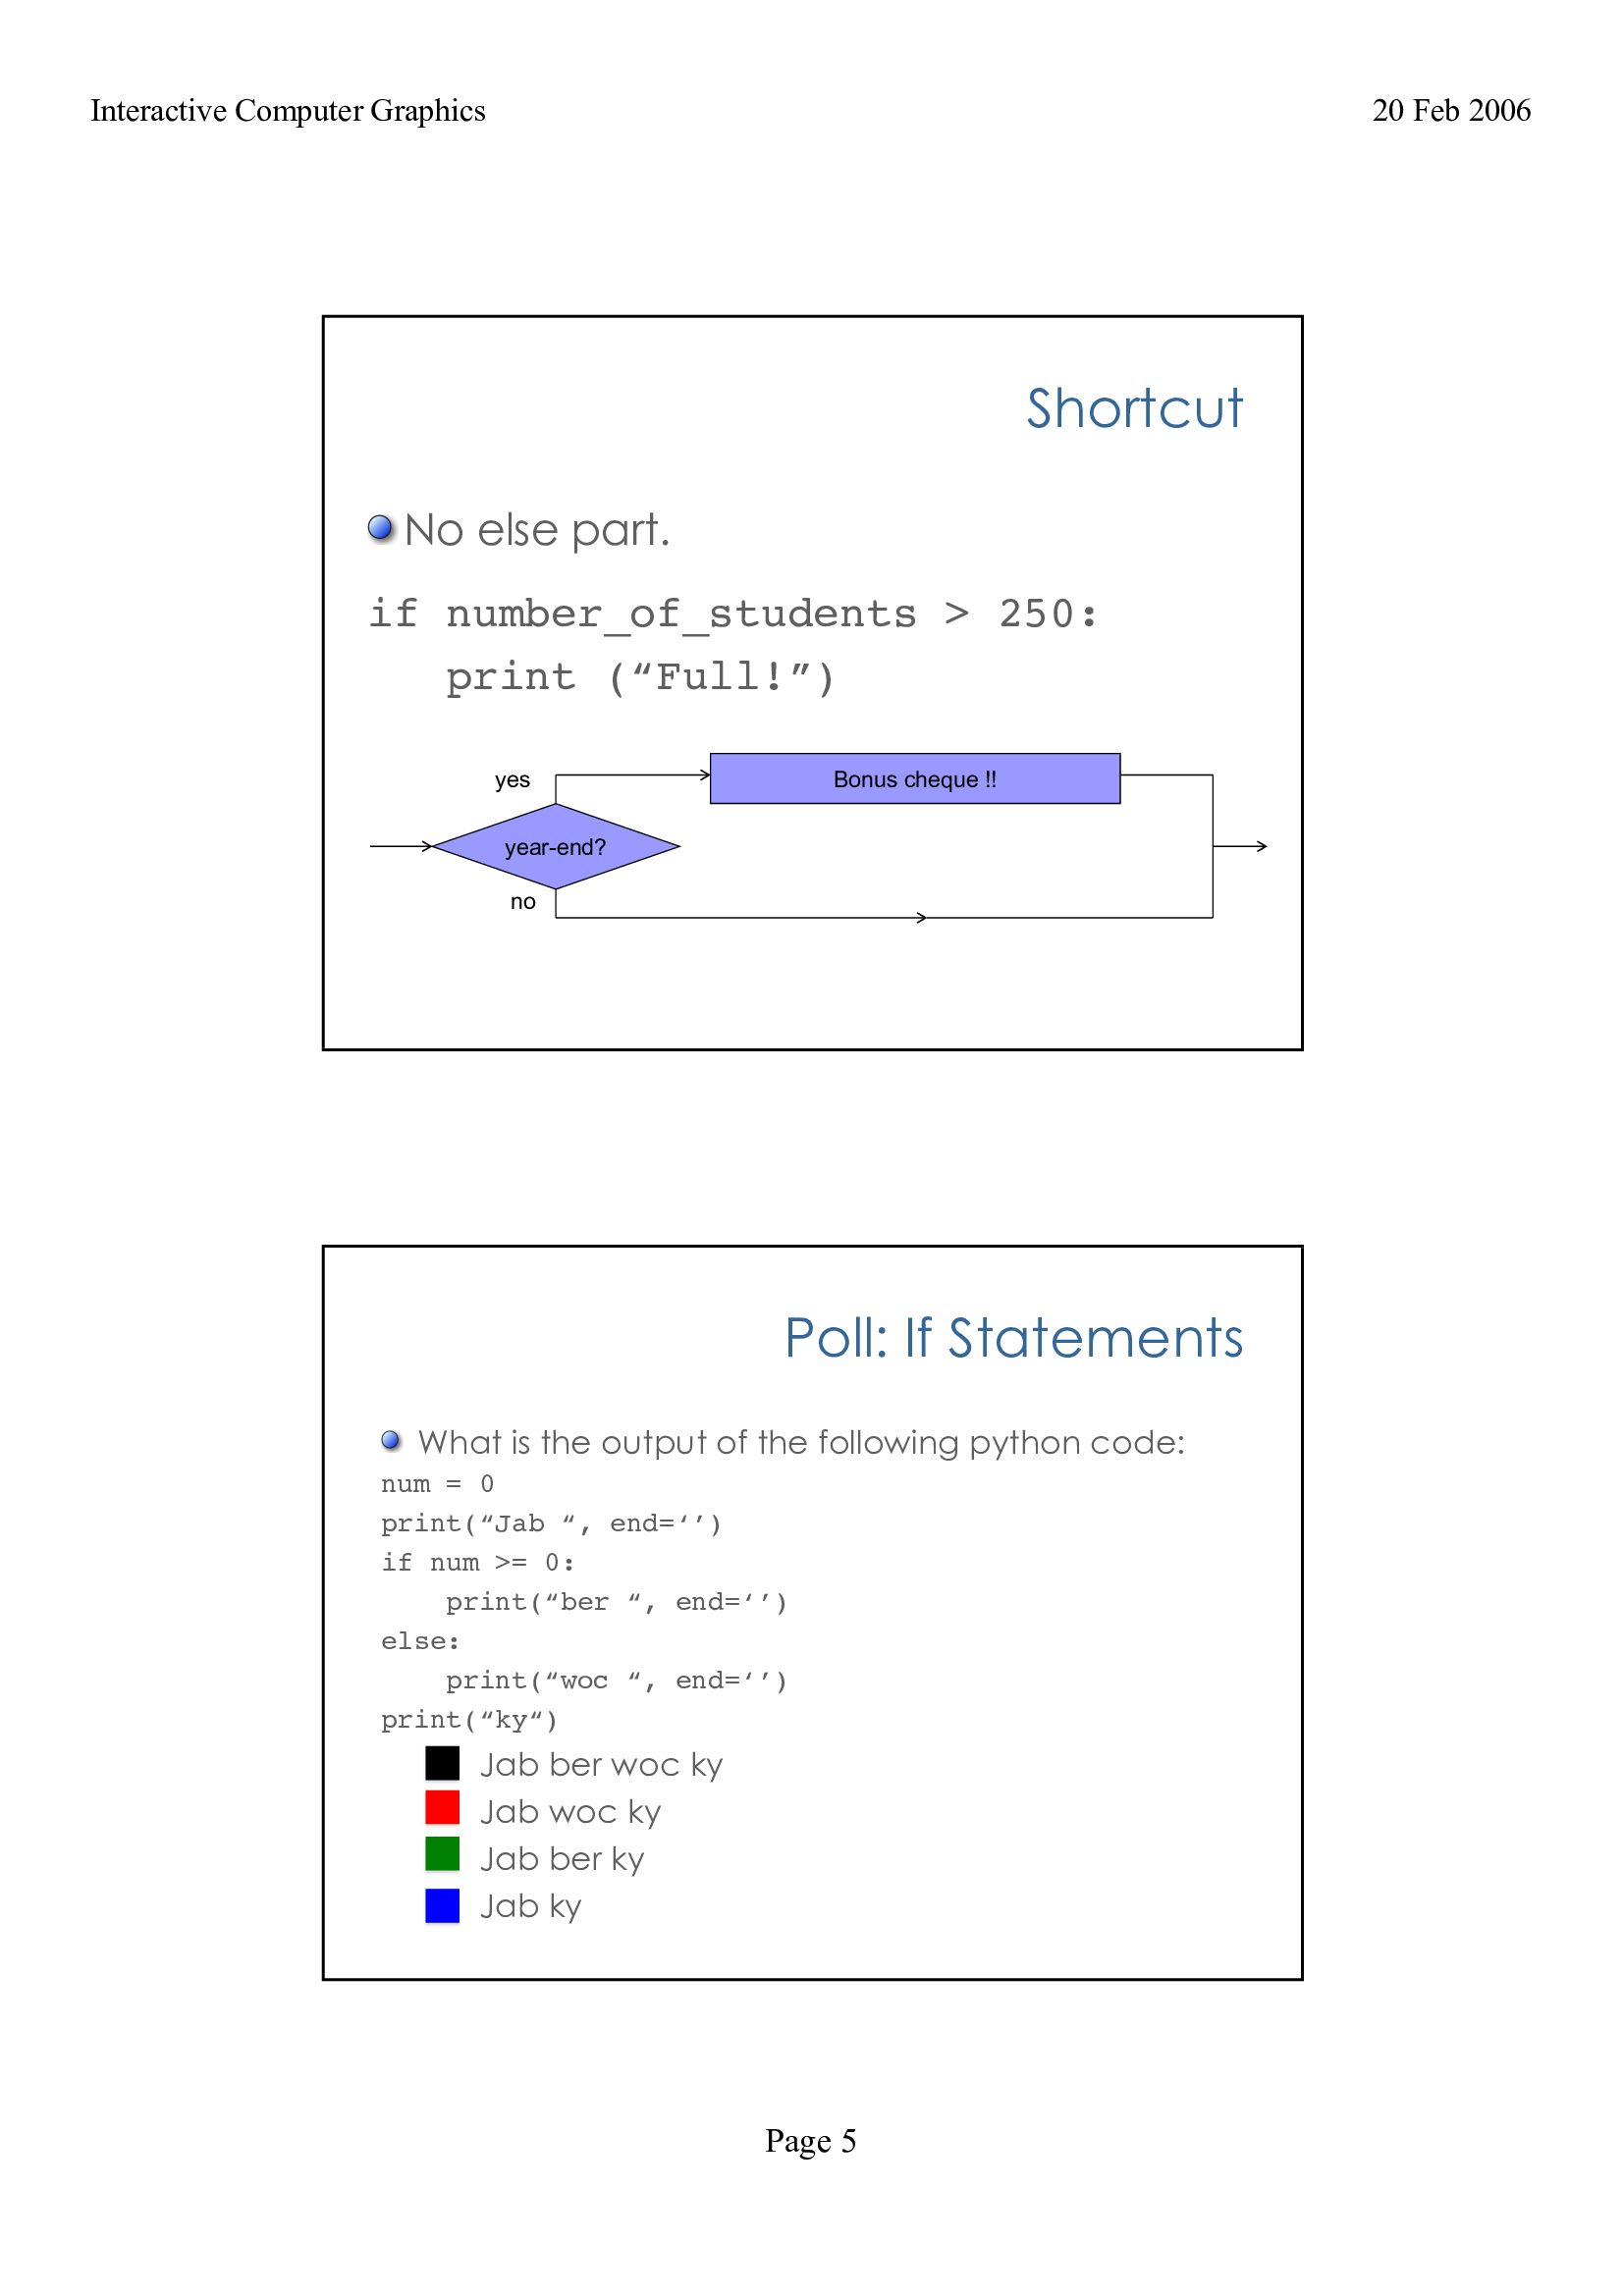 Interactive Computer Graphics 20 Feb 2006
Shortcut
No else part.
if number_of_students > 250:
print (“Full!”)
yes
Bonus cheque !!
year-end?
no
Poll: If Statements
What is the output of the following python code:
num = 0
print(“Jab “, end=‘’)
if num >= 0:
print(“ber “, end=‘’)
else:
print(“woc “, end=‘’)
print(“ky“)
Jab ber woc ky
Jab woc ky
Jab ber ky
Jab ky
Page 5